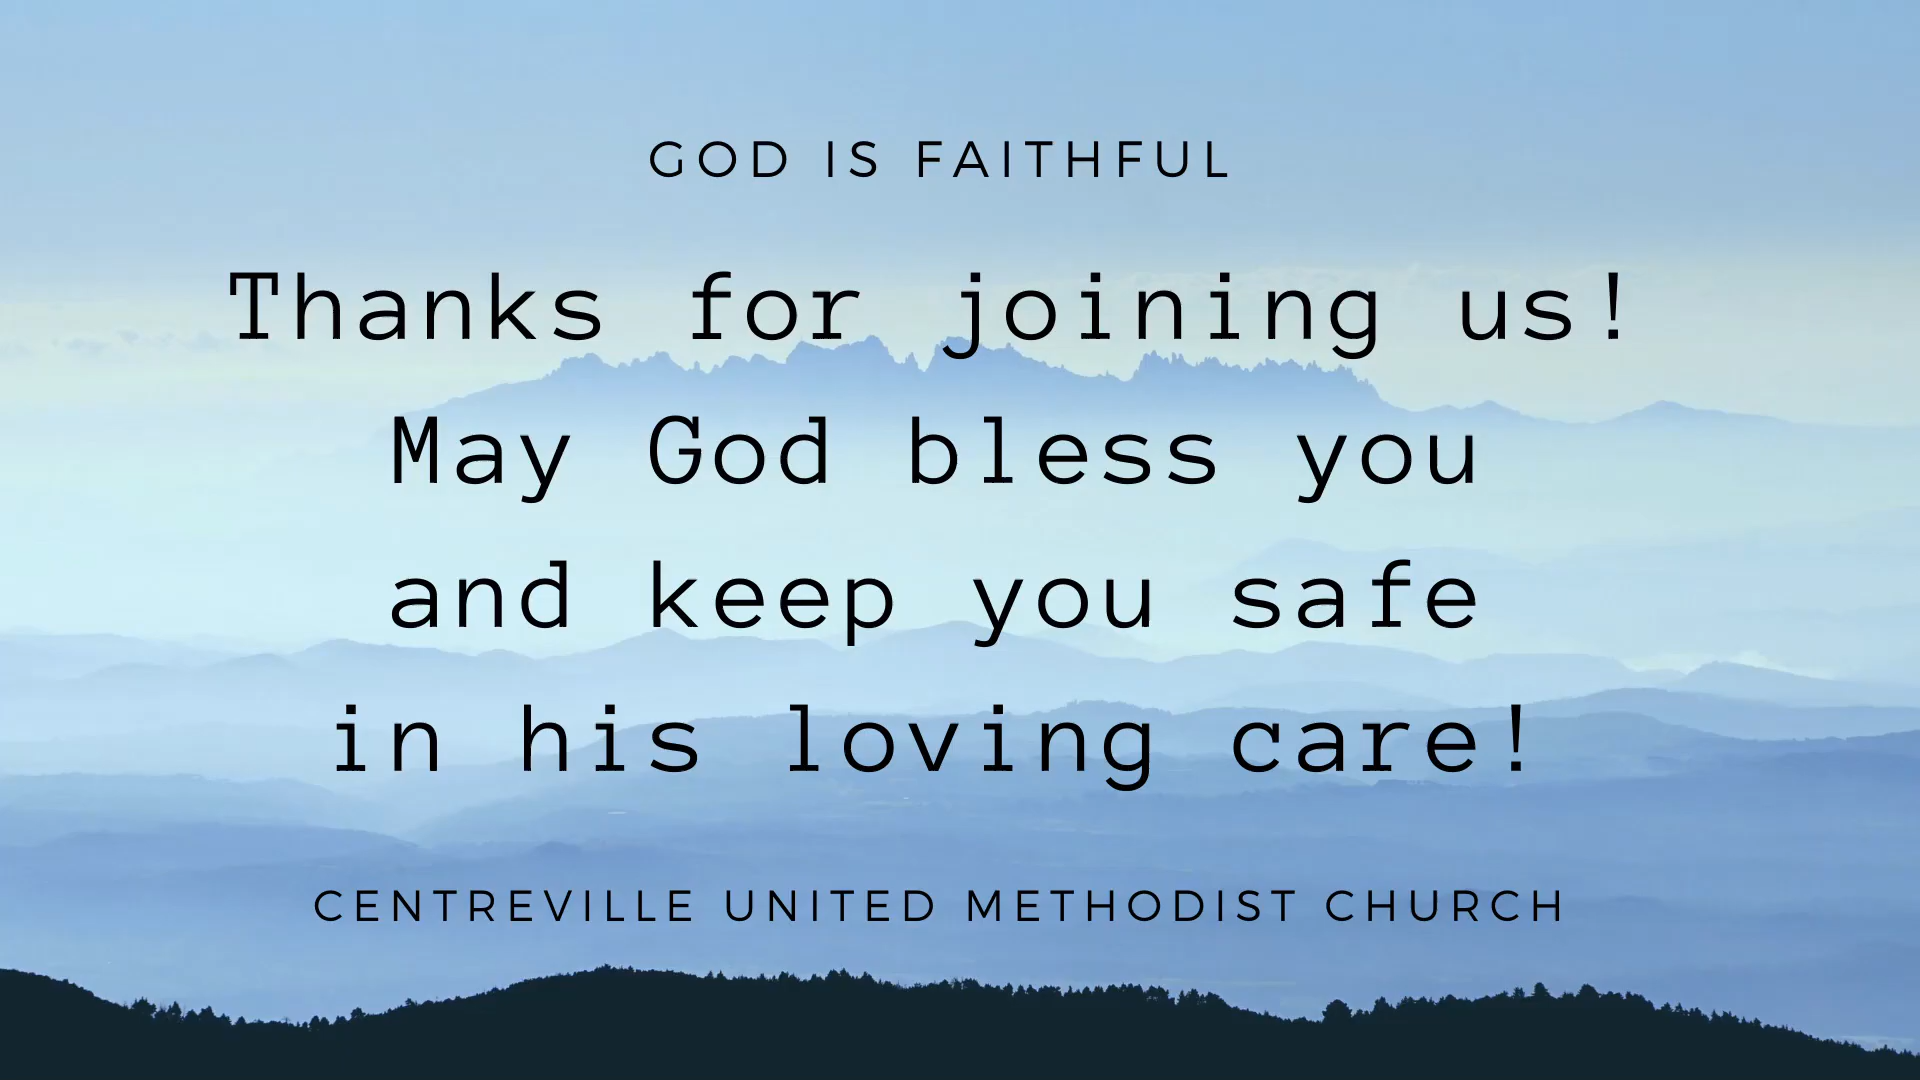 GOD IS FAITHFUL
Thanks for joining us!
May God bless you
and keep you safe
in his loving care!
CENTREVILLE UNITED METHODIST CHURCH